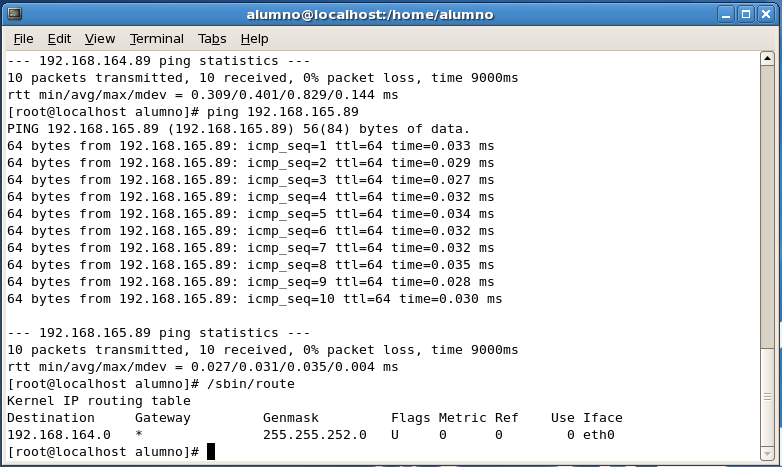 alumno@localhost:/home/alumno
File Edit View Terminal Tabs Help
--- 192.168.164.89 ping statistics ---
10 packets transmitted, 10 received, 0% packet loss, time 9000ms
rtt min/avg/max/mdev = 0.309/0.401/0.829/0.144 ms
[root@localhost alumno]# ping 192.168.165.89
PING 192.168.165.89 (192.168.165.89) 56(84) bytes of data.
64 bytes from 192.168.165.89: icmp_seq=1 ttl=64 time=0.033 ms
64 bytes from 192.168.165.89: icmp_seq=2 ttl=64 time=0.029 ms
64 bytes from 192.168.165.89: icmp_seq=3 ttl=64 time=0.027 ms
64 bytes from 192.168.165.89: icmp_seq=4 ttl=64 time=0.032 ms
64 bytes from 192.168.165.89: icmp_seq=5 ttl=64 time=0.034 ms
64 bytes from 192.168.165.89: icmp_seq=6 ttl=64 time=0.032 ms
64 bytes from 192.168.165.89: icmp_seq=7 ttl=64 time=0.032 ms
64 bytes from 192.168.165.89: icmp_seq=8 ttl=64 time=0.035 ms
64 bytes from 192.168.165.89: icmp_seq=9 ttl=64 time=0.028 ms
64 bytes from 192.168.165.89: icmp_seq=10 ttl=64 time=0.030 ms
--- 192.168.165.89 ping statistics ---
10 packets transmitted, 10 received, 0% packet loss, time 9000ms
rtt min/avg/max/mdev = 0.027/0.031/0.035/0.004 ms
[root@localhost alumno]# /sbin/route
Kernel IP routing table
Destination     Gateway         Genmask         Flags Metric Ref    Use Iface
192.168.164.0   *               255.255.252.0   U     0      0        0 eth0
[root@localhost alumno]#